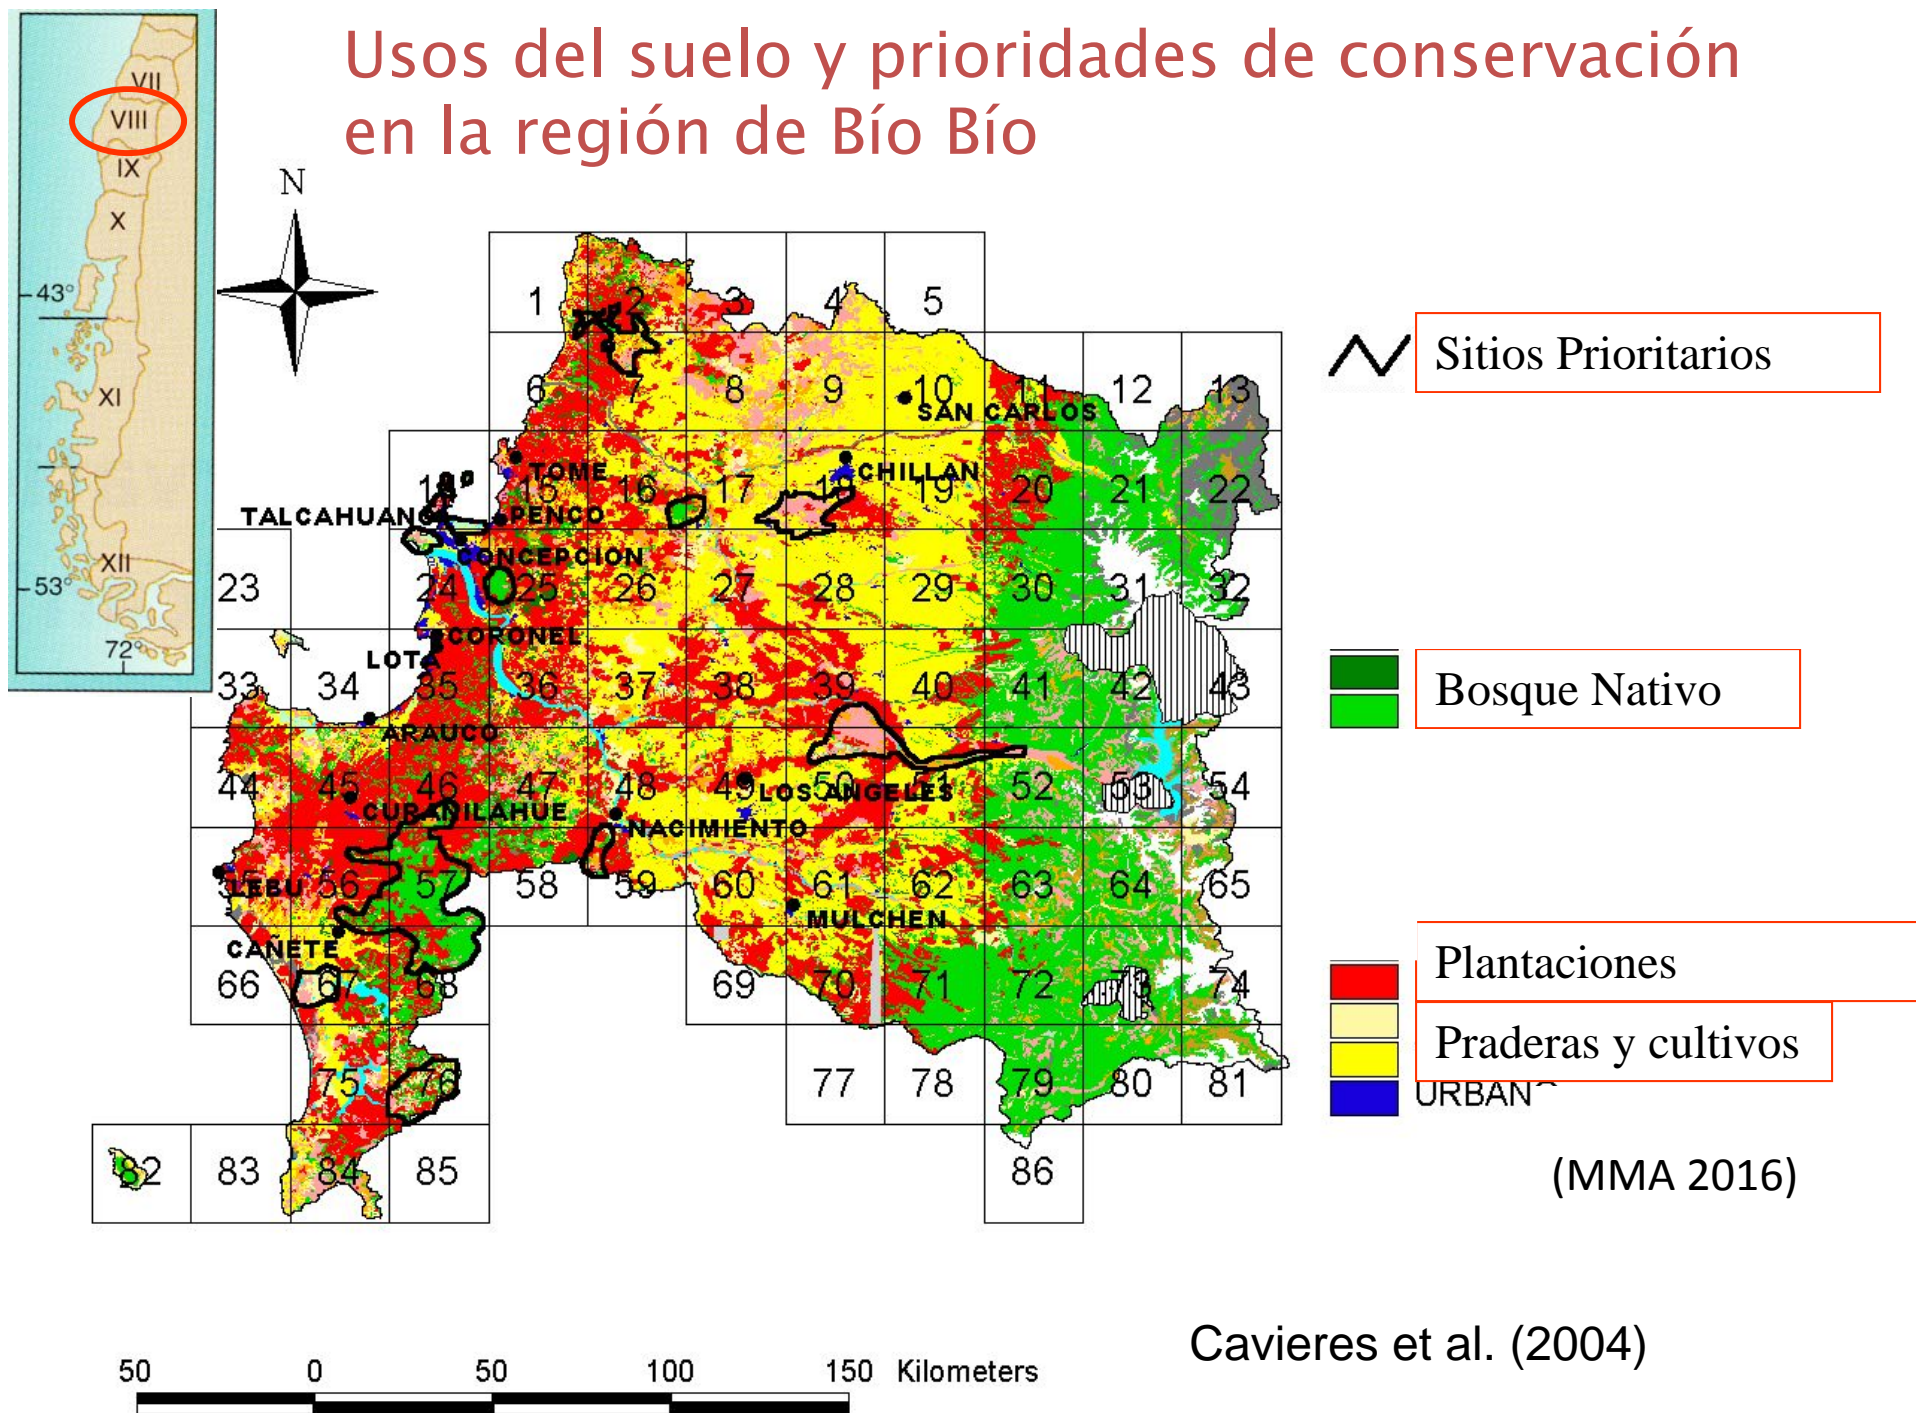 Usos del suelo y prioridades de conservación
en la región de Bío Bío
VII
VIII
IX
X
43°
XI
XII
53°
72°
N
1 2 3 4 5
6 7 8 9 10 11 12 13
SAN CARLOS
TOME
CHILLAN
15 16 17 18 19 20 21 22
TALCAHUANO
PENCO
CONCEPCION
23 24 25 26 27 28 29 30 31 32
CORONEL
LOTA
33 34 35 36 37 38 39 40 41 42 43
ARAUCO
44 45 46 47 48 49 50 51 52 53 54
LOS ANGELES
CURANILAHUE
NACIMIENTO
LEBU
56 57 58 59 60 61 62 63 64 65
MULCHEN
CAÑETE
66 67 68 69 70 71 72 73 74
75 76 77 78 79 80 81
82 83 84 85 86
Sitios Prioritarios
Bosque Nativo
Plantaciones
Praderas y cultivos
URBAN
(MMA 2016)
Cavieres et al. (2004)
50 0 50 100 150 Kilometers